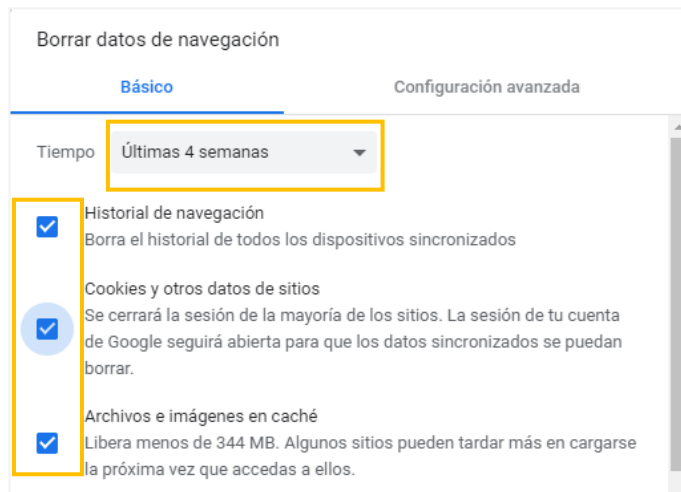 Borrar datos de navegación
Básico
Configuración avanzada
Tiempo
Últimas 4 semanas
Historial de navegación
Borra el historial de todos los dispositivos sincronizados
Cookies y otros datos de sitios
Se cerrará la sesión de la mayoría de los sitios. La sesión de tu cuenta
de Google seguirá abierta para que los datos sincronizados se puedan
borrar.
Archivos e imágenes en caché
Libera menos de 344 MB. Algunos sitios pueden tardar más en cargarse
la próxima vez que accedas a ellos.